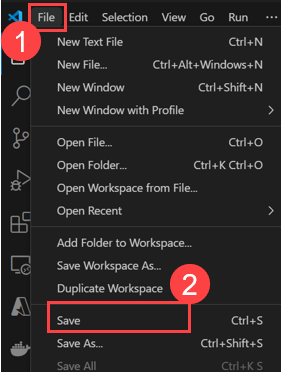 File Edit Selection View Go Run ...
1
New Text File Ctrl+N
New File... Ctrl+Alt+Windows+N
New Window Ctrl+Shift+N
New Window with Profile
Open File... Ctrl+O
Open Folder... Ctrl+K Ctrl+O
Open Workspace from File...
Open Recent
Add Folder to Workspace...
Save Workspace As...
Duplicate Workspace
2
Save Ctrl+S
Save As... Ctrl+Shift+S
Save All Ctrl+K S